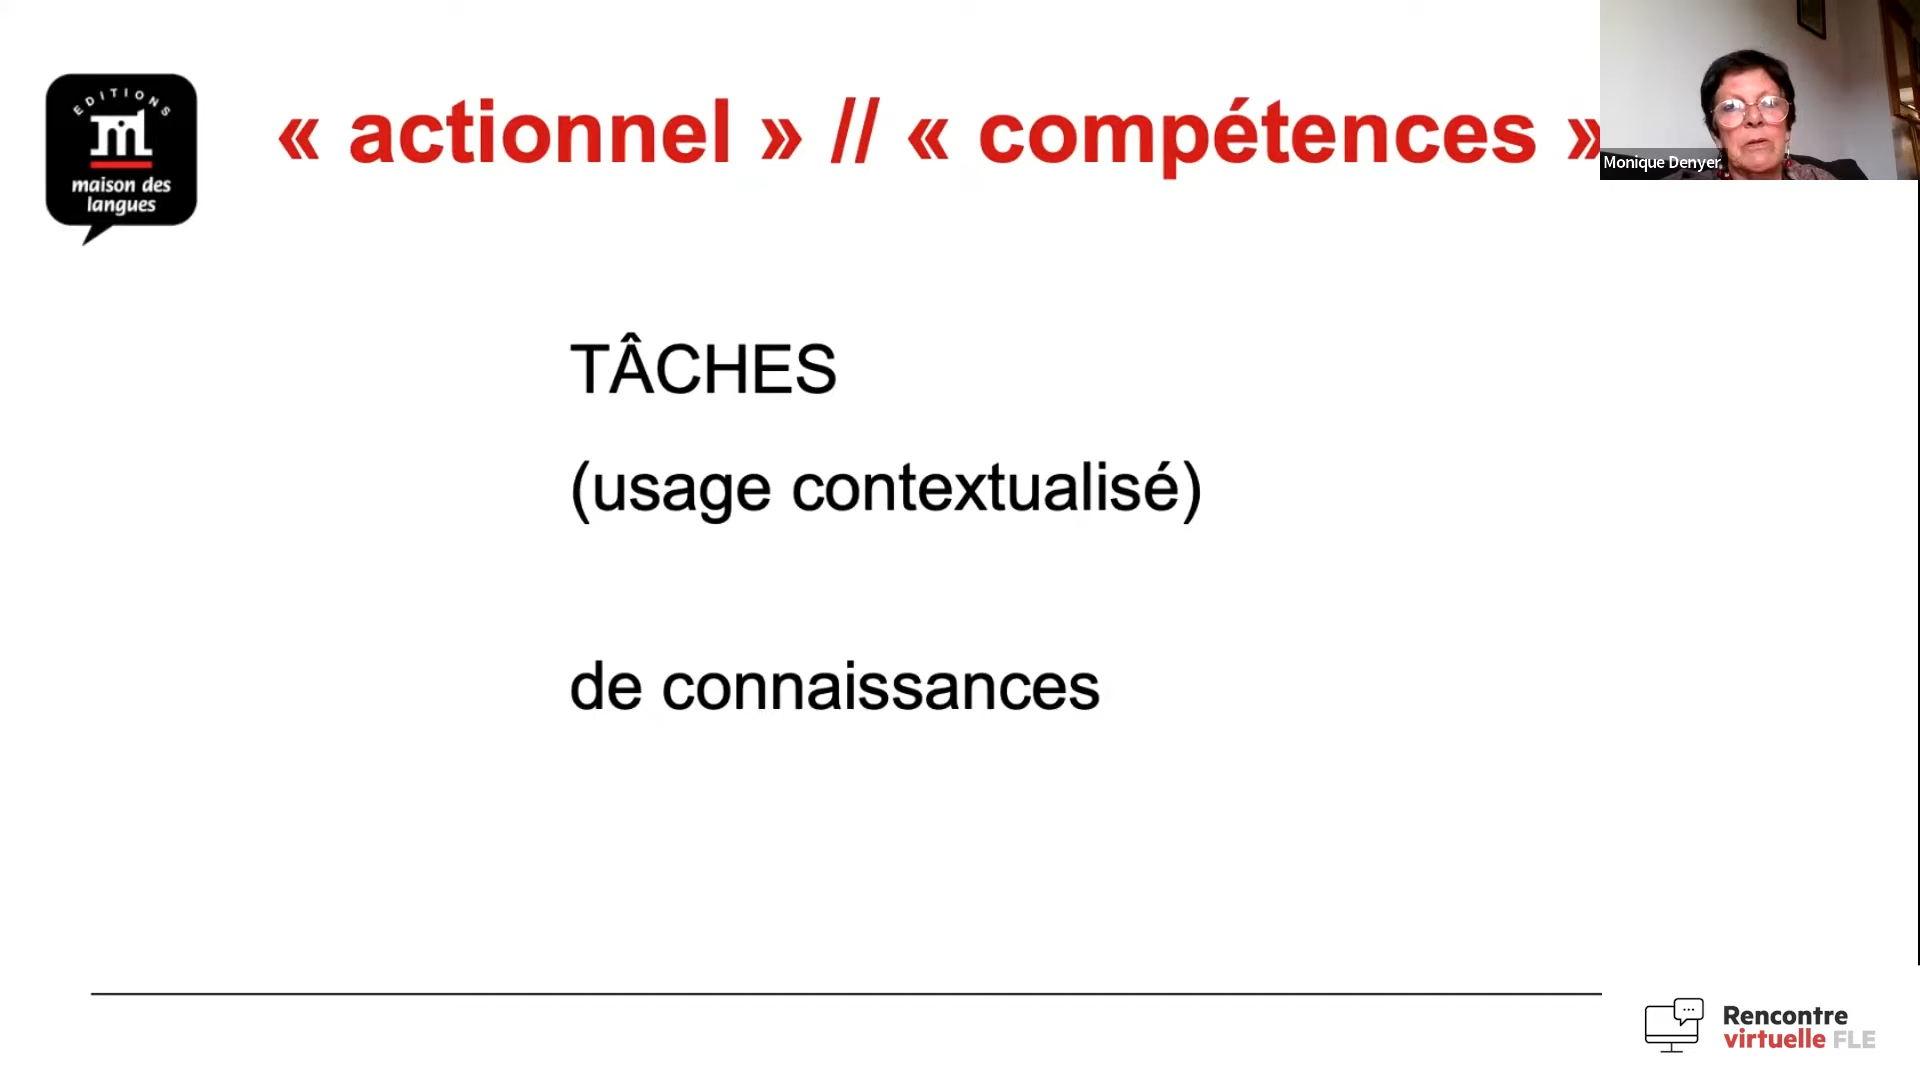 EDITIONS
maison des
langues
« actionnel » // « compétences »
Monique Denyer
TÂCHES
(usage contextualisé)
de connaissances
Rencontre
virtuelle FLE